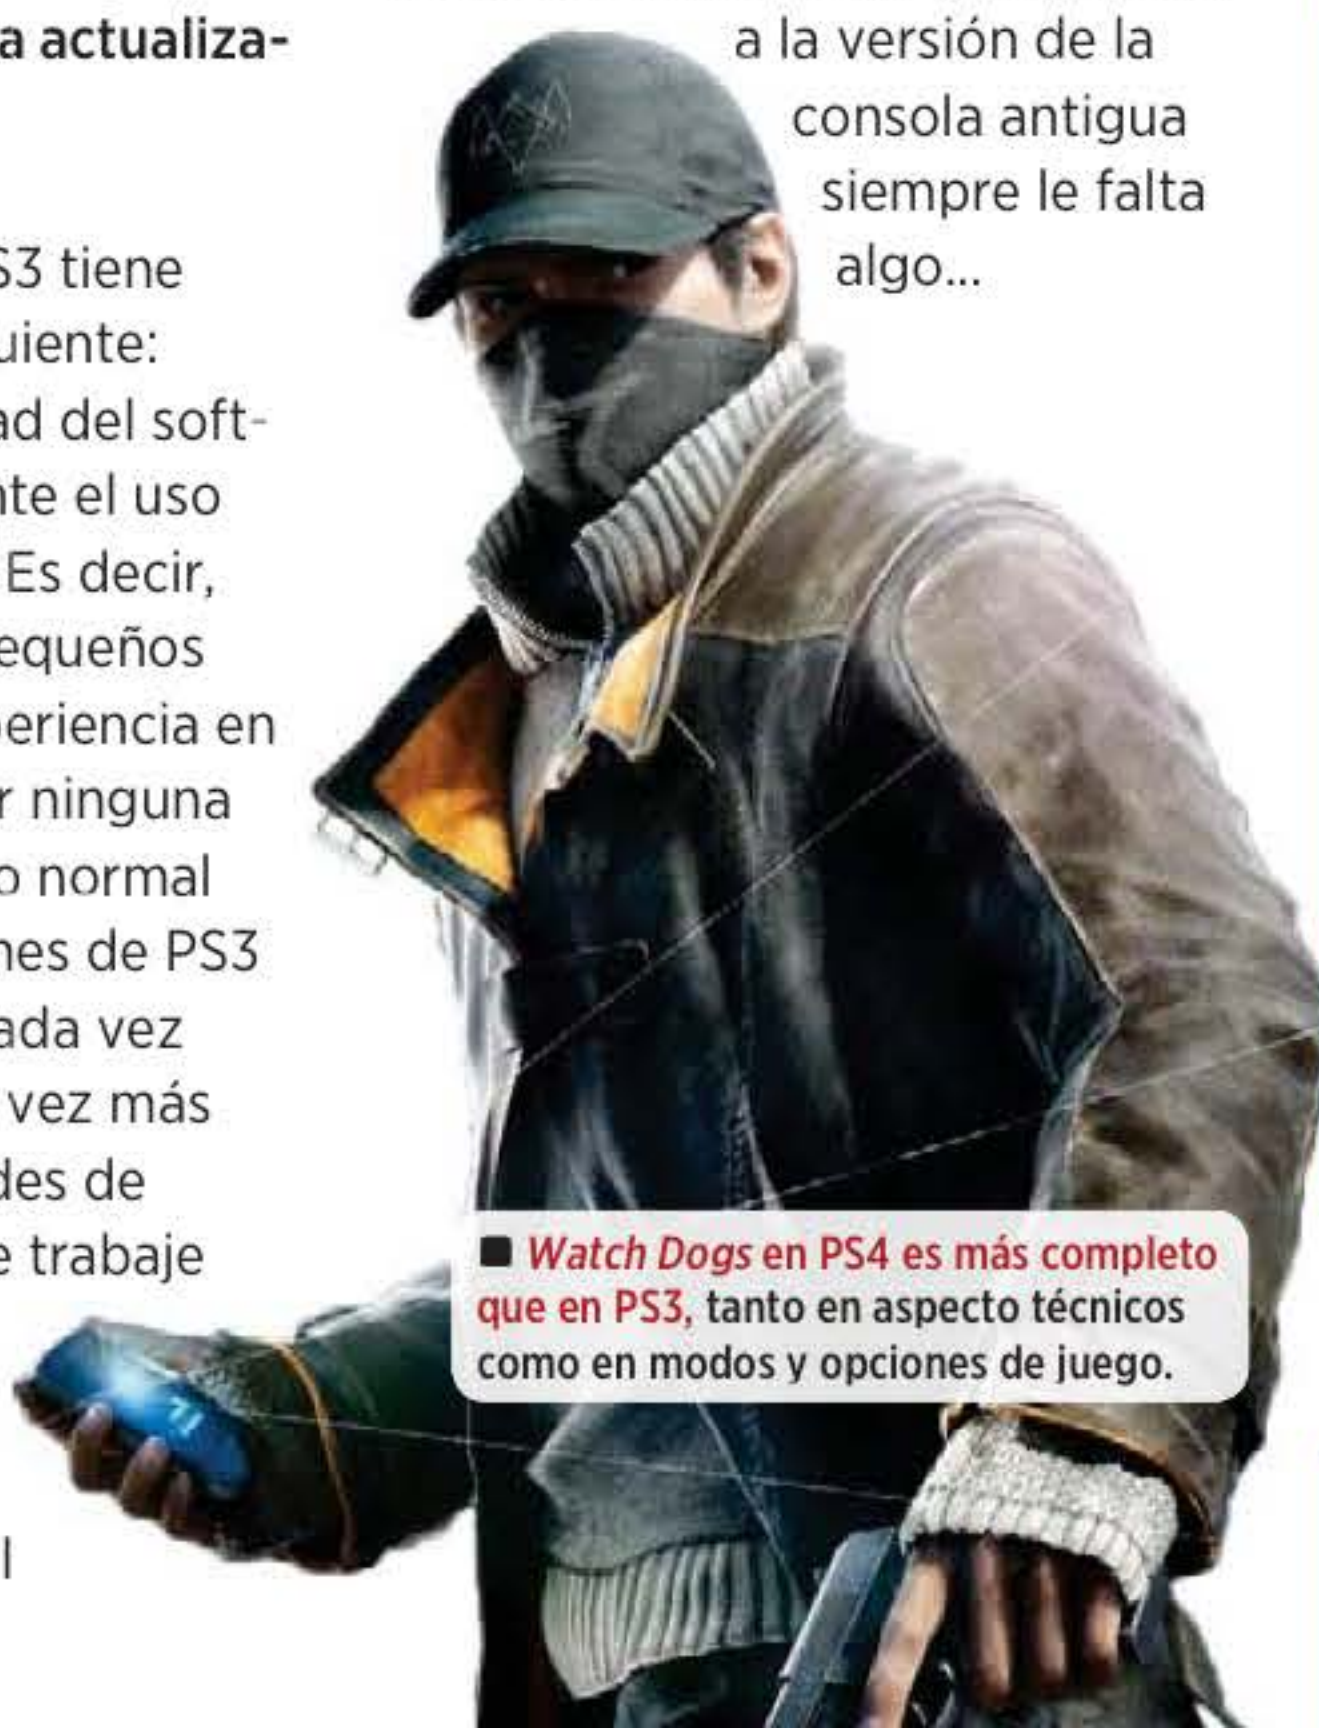 a actualiza-
S3 tiene
uiente:
ad del soft-
nte el uso
Es decir,
equeños
periencia en
r ninguna
o normal
nes de PS3
ada vez
vez más
des de
e trabaje
l
a la versión de la
consola antigua
siempre le falta
algo...
■ Watch Dogs en PS4 es más completo
que en PS3, tanto en aspecto técnicos
como en modos y opciones de juego.